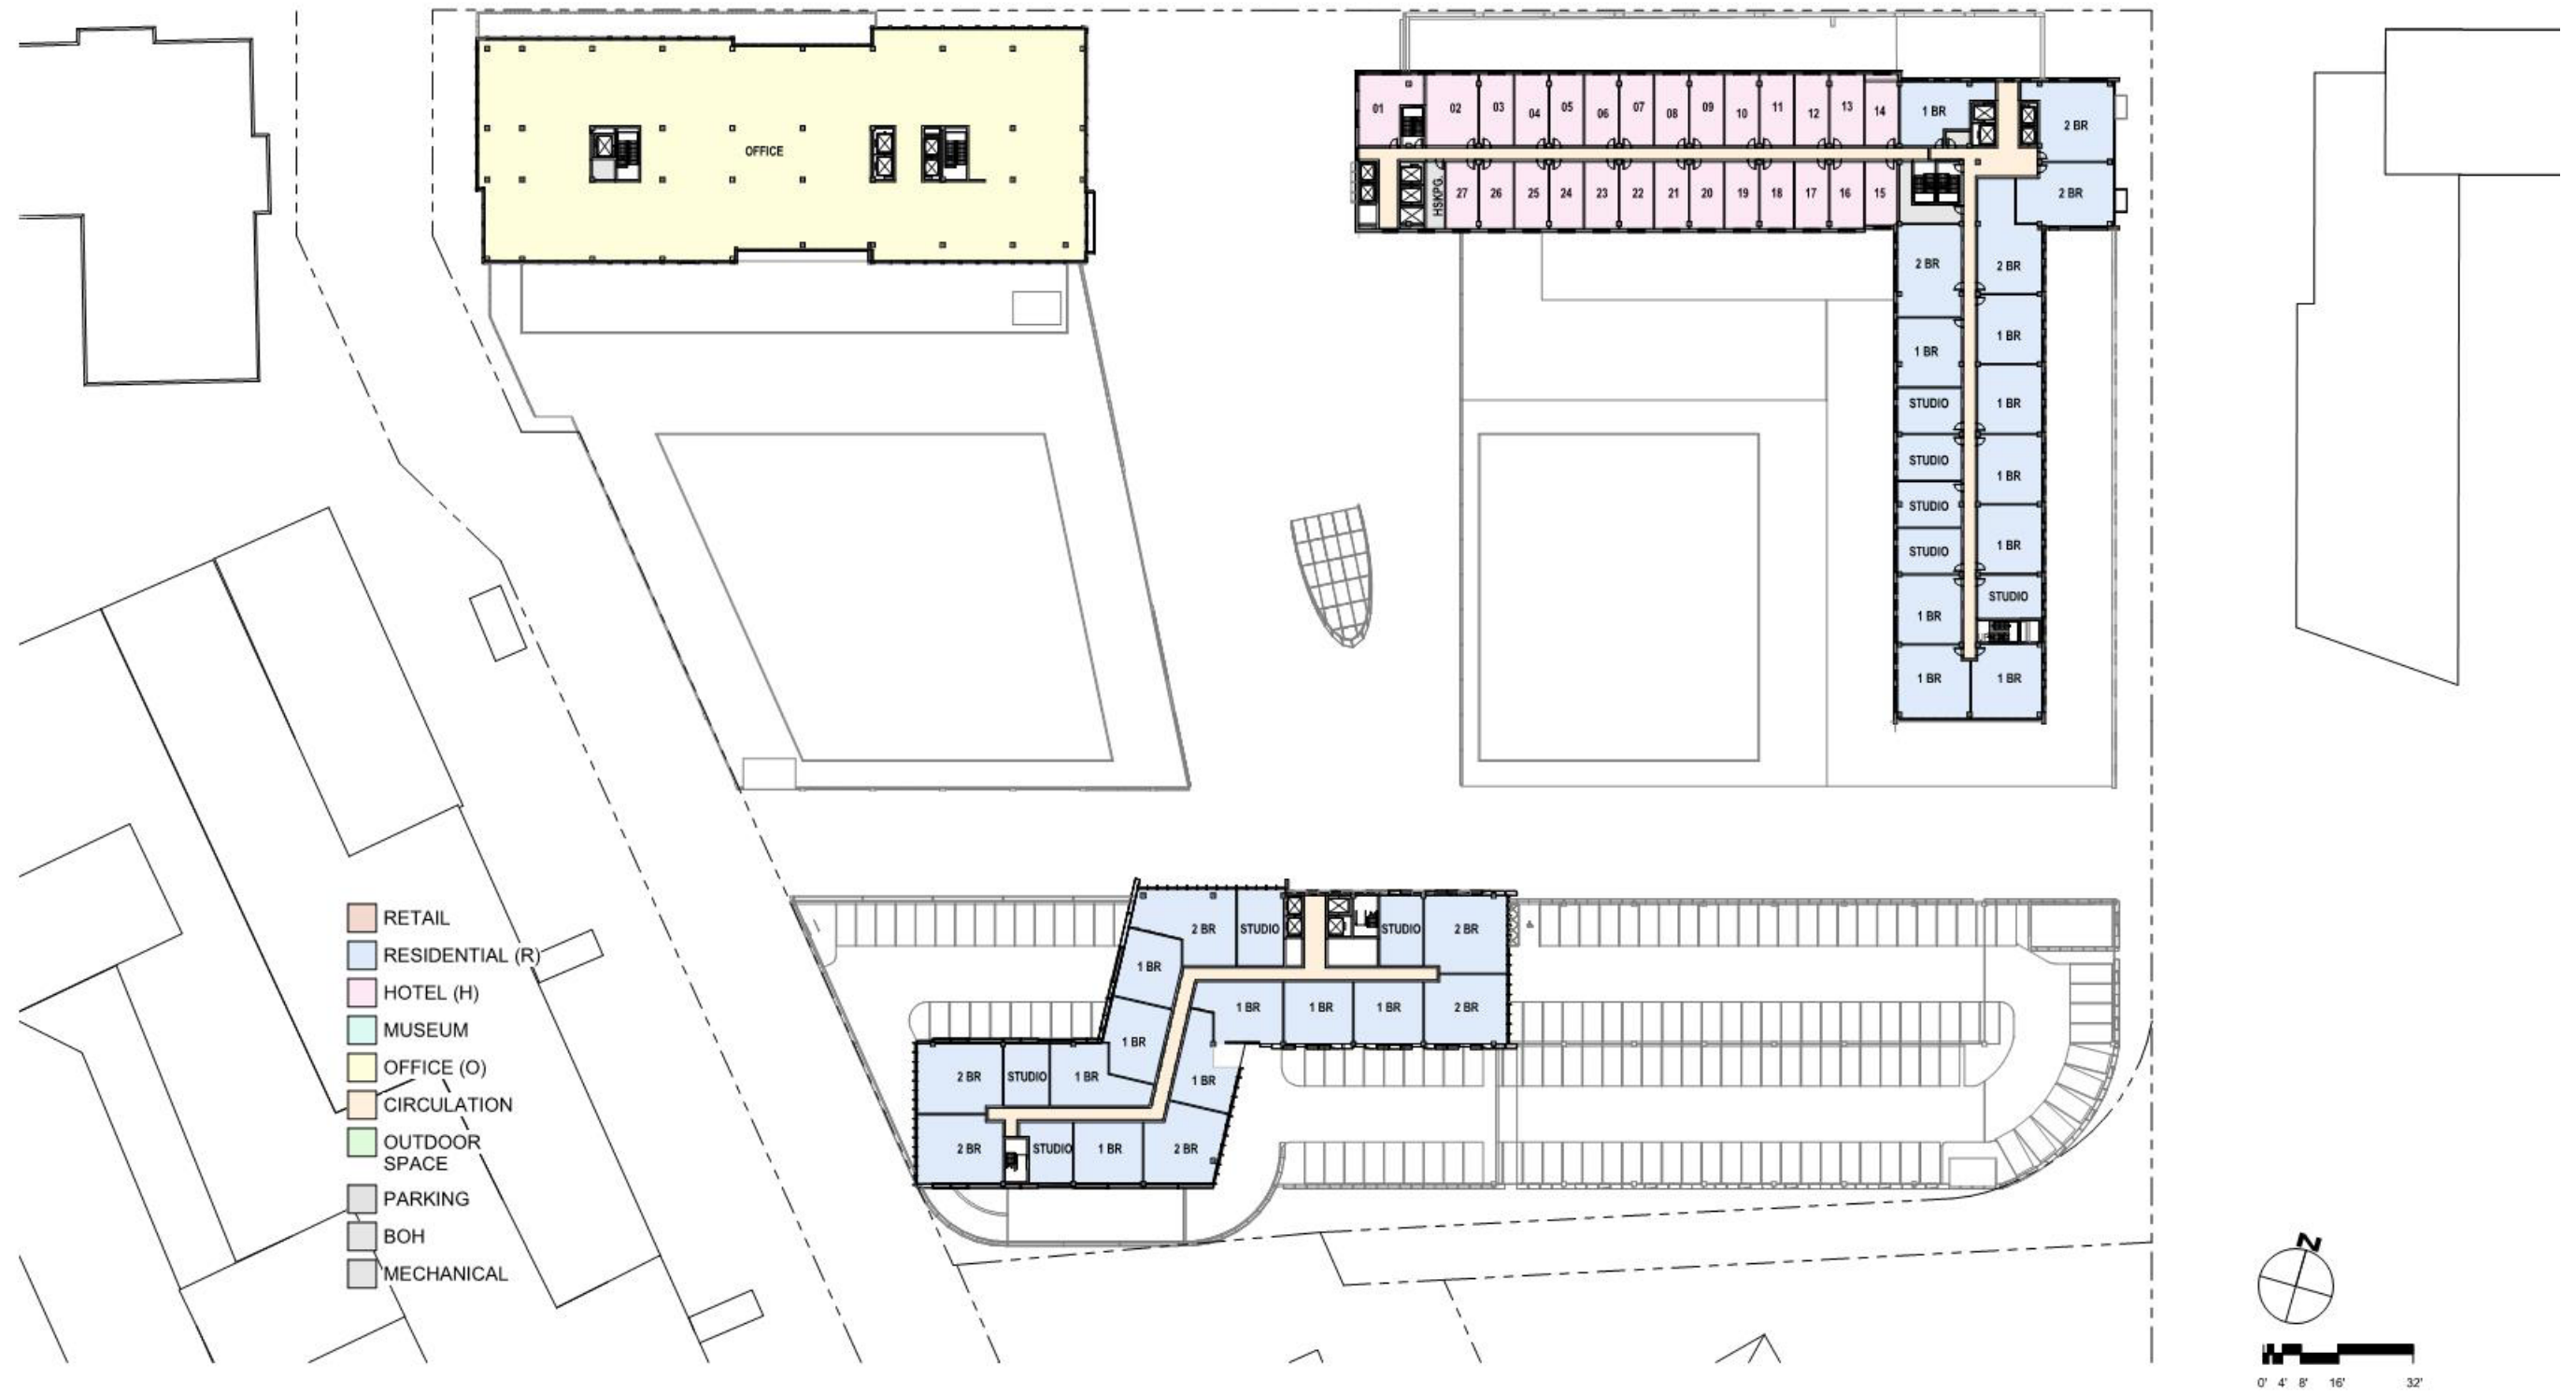 OFFICE
01
02
03
04
05
06
07
08
09
10
11
12
13
14
1 BR
2 BR
HSKPG.
27
26
25
24
23
22
21
20
19
18
17
16
15
2 BR
2 BR
2 BR
1 BR
1 BR
STUDIO
1 BR
STUDIO
1 BR
STUDIO
1 BR
STUDIO
STUDIO
1 BR
1 BR
1 BR
2 BR
STUDIO
STUDIO
2 BR
1 BR
1 BR
1 BR
1 BR
2 BR
1 BR
2 BR
STUDIO
1 BR
1 BR
2 BR
STUDIO
1 BR
2 BR
RETAIL
RESIDENTIAL (R)
HOTEL (H)
MUSEUM
OFFICE (O)
CIRCULATION
OUTDOOR
SPACE
PARKING
BOH
MECHANICAL
N
0' 4' 8' 16' 32'